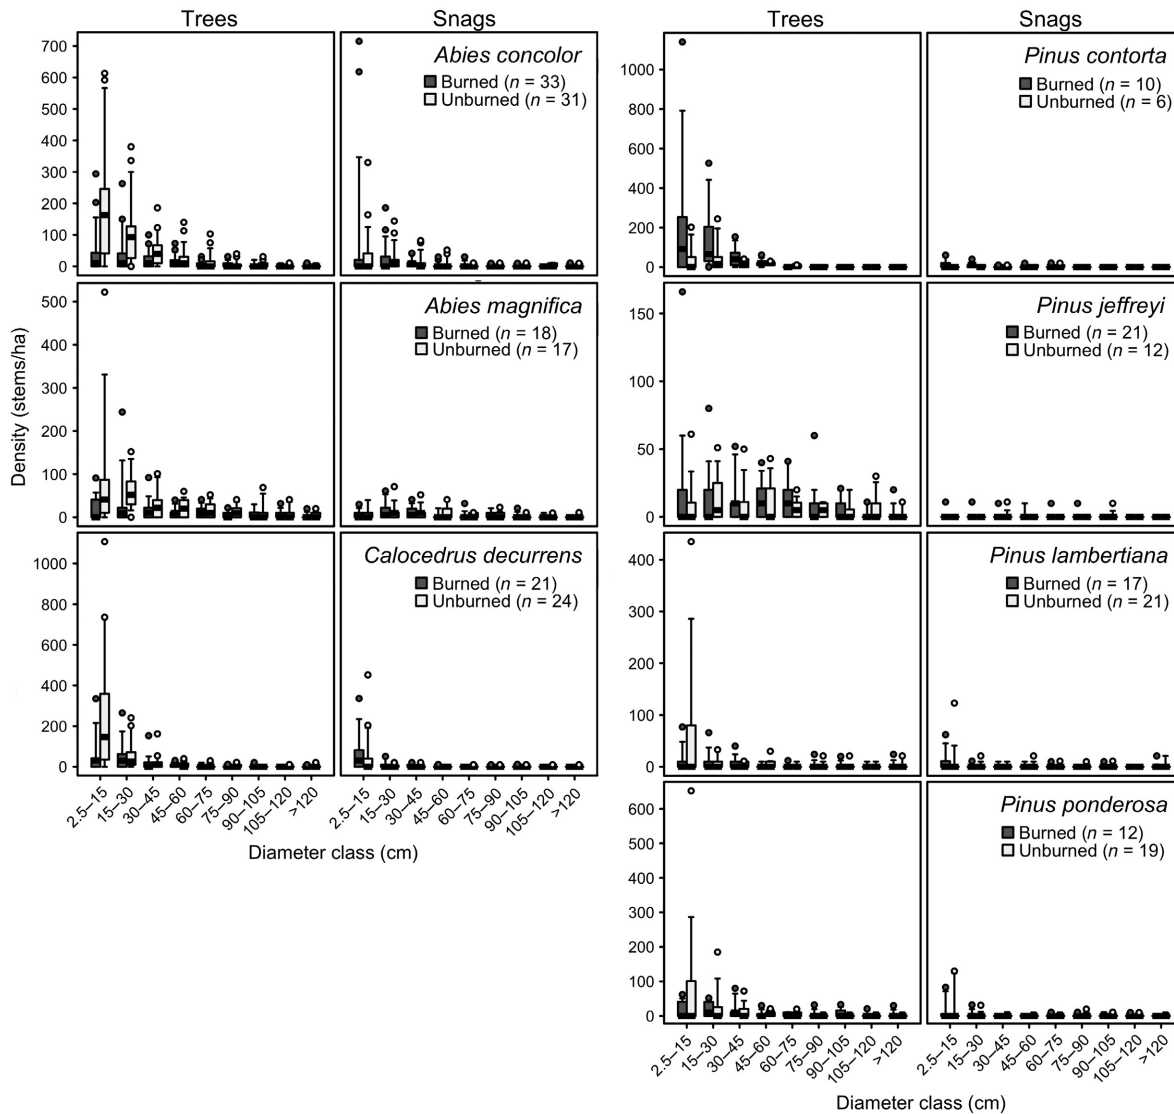 Trees
Snags
Density (stems/ha)
Abies concolor
Burned (n = 33)
Unburned (n = 31)
700
600
500
400
300
200
100
0
Abies magnifica
Burned (n = 18)
Unburned (n = 17)
500
400
300
200
100
0
Calocedrus decurrens
Burned (n = 21)
Unburned (n = 24)
1000
800
600
400
200
0
2.5–15
15–30
30–45
45–60
60–75
75–90
90–105
105–120
>120
2.5–15
15–30
30–45
45–60
60–75
75–90
90–105
105–120
>120
Diameter class (cm)
Trees
Snags
Pinus contorta
Burned (n = 10)
Unburned (n = 6)
1000
800
600
400
200
0
Pinus jeffreyi
Burned (n = 21)
Unburned (n = 12)
150
100
50
0
Pinus lambertiana
Burned (n = 17)
Unburned (n = 21)
400
300
200
100
0
Pinus ponderosa
Burned (n = 12)
Unburned (n = 19)
600
500
400
300
200
100
0
2.5–15
15–30
30–45
45–60
60–75
75–90
90–105
105–120
>120
2.5–15
15–30
30–45
45–60
60–75
75–90
90–105
105–120
>120
Diameter class (cm)